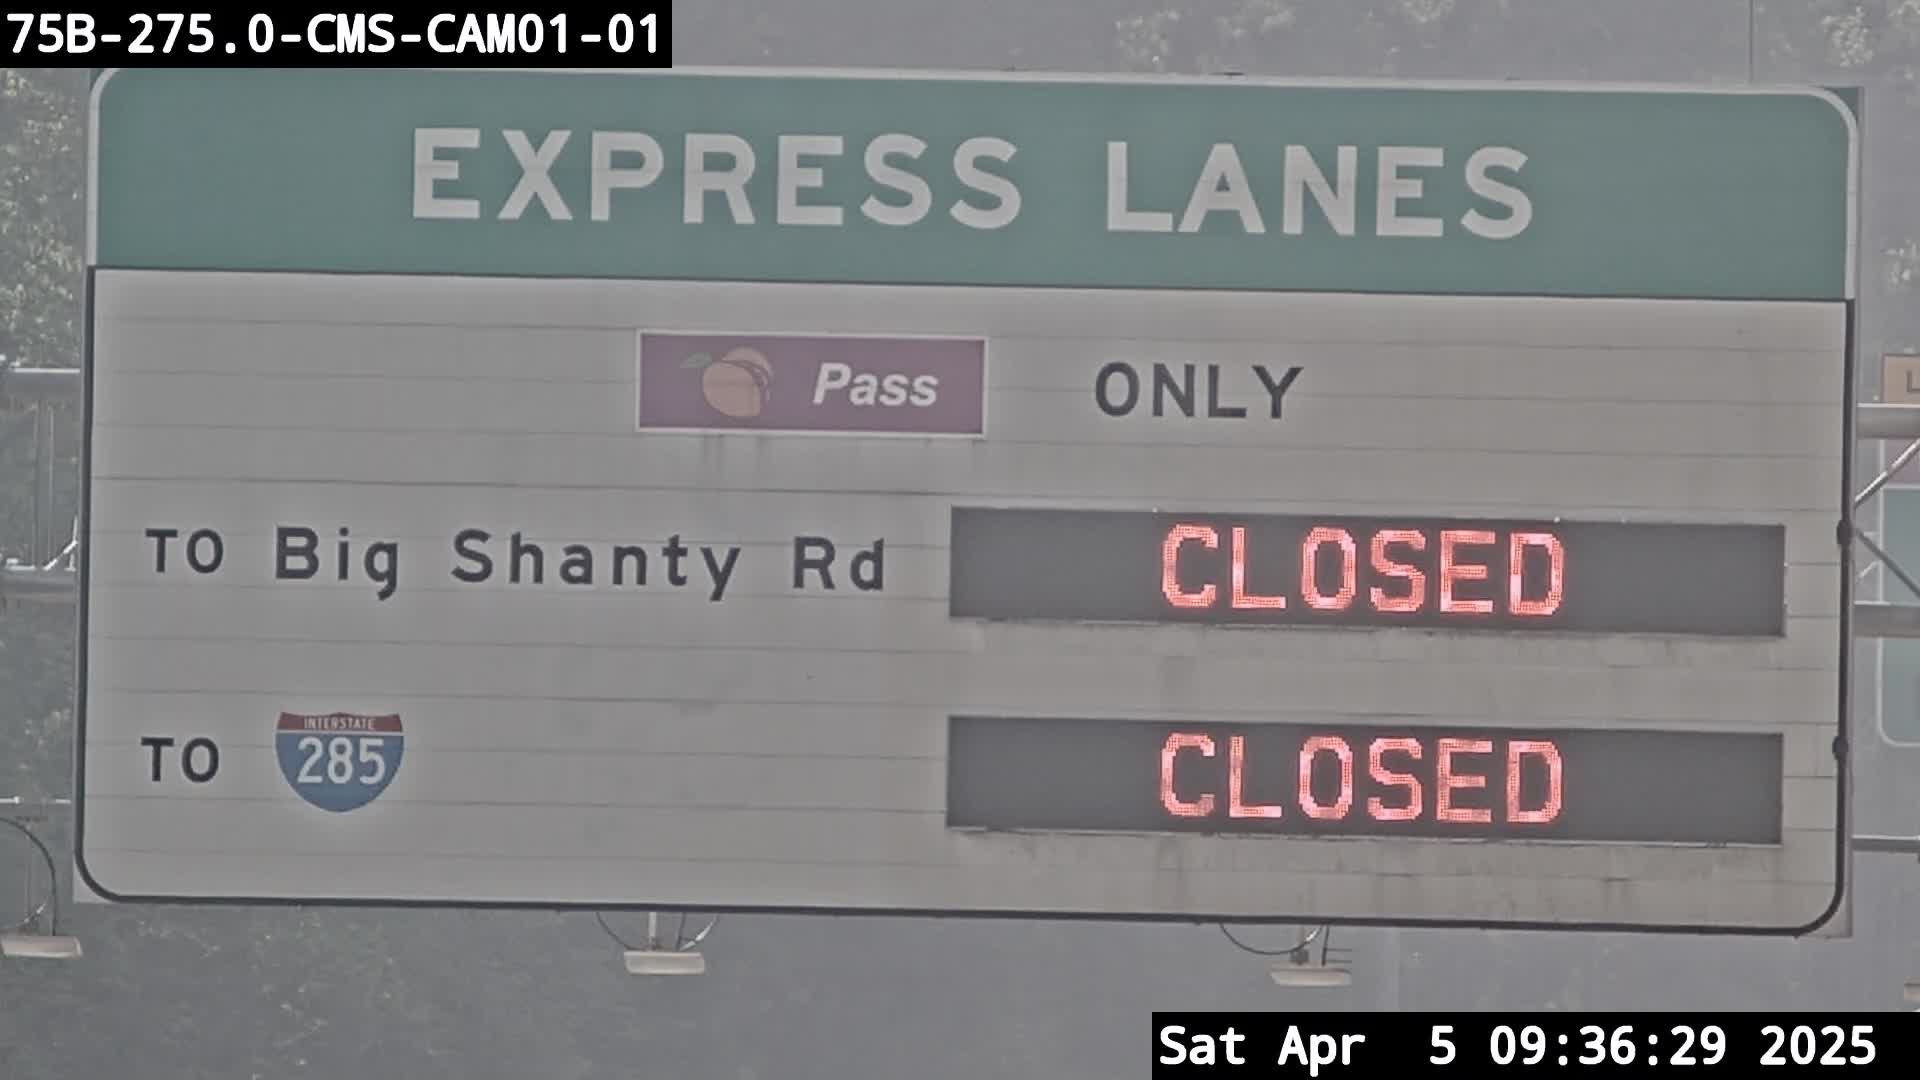 75B-275.0-CMS-CAM01-01
EXPRESS LANES
Pass ONLY
TO Big Shanty Rd CLOSED
TO INTERSTATE 285 CLOSED
Sat Apr 5 09:36:29 2025